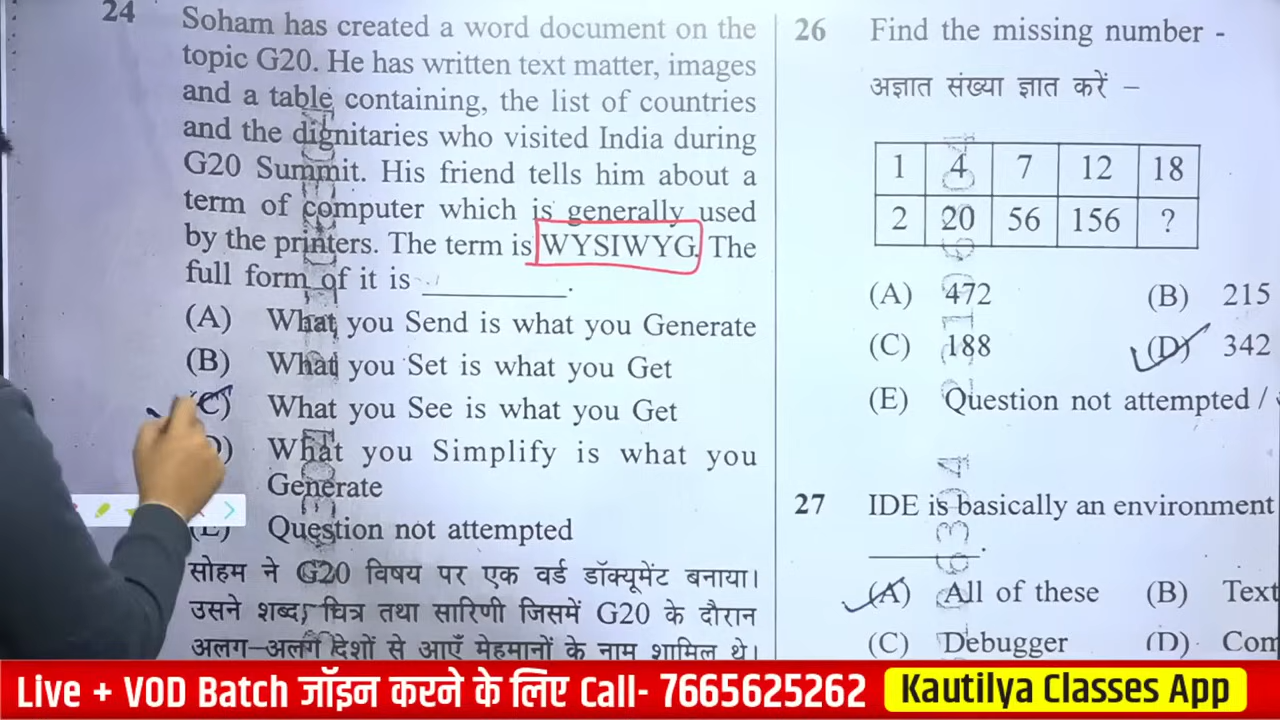 24
Soham has created a word document on the
topic G20. He has written text matter, images
and a table containing, the list of countries
and the dignitaries who visited India during
G20 Summit. His friend tells him about a
term of computer which is generally used
by the printers. The term is WYSIWYG. The
full form of it is ________.
(A) What you Send is what you Generate
(B) What you Set is what you Get
(C) What you See is what you Get
(D) What you Simplify is what you
Generate
(E) Question not attempted
सोहम ने G20 विषय पर एक वर्ड डॉक्यूमेंट बनाया।
उसने शब्द, चित्र तथा सारिणी जिसमें G20 के दौरान
अलग–अलग देशों से आएँ मेहमानों के नाम शामिल थे।
26 Find the missing number -
अज्ञात संख्या ज्ञात करें –
1 4 7 12 18
2 20 56 156 ?
(A) 472 (B) 215
(C) 188 (D) 342
(E) Question not attempted /
27 IDE is basically an environment
________.
(A) All of these (B) Text
(C) Debugger (D) Com
Live + VOD Batch जॉइन करने के लिए Call- 7665625262 Kautilya Classes App